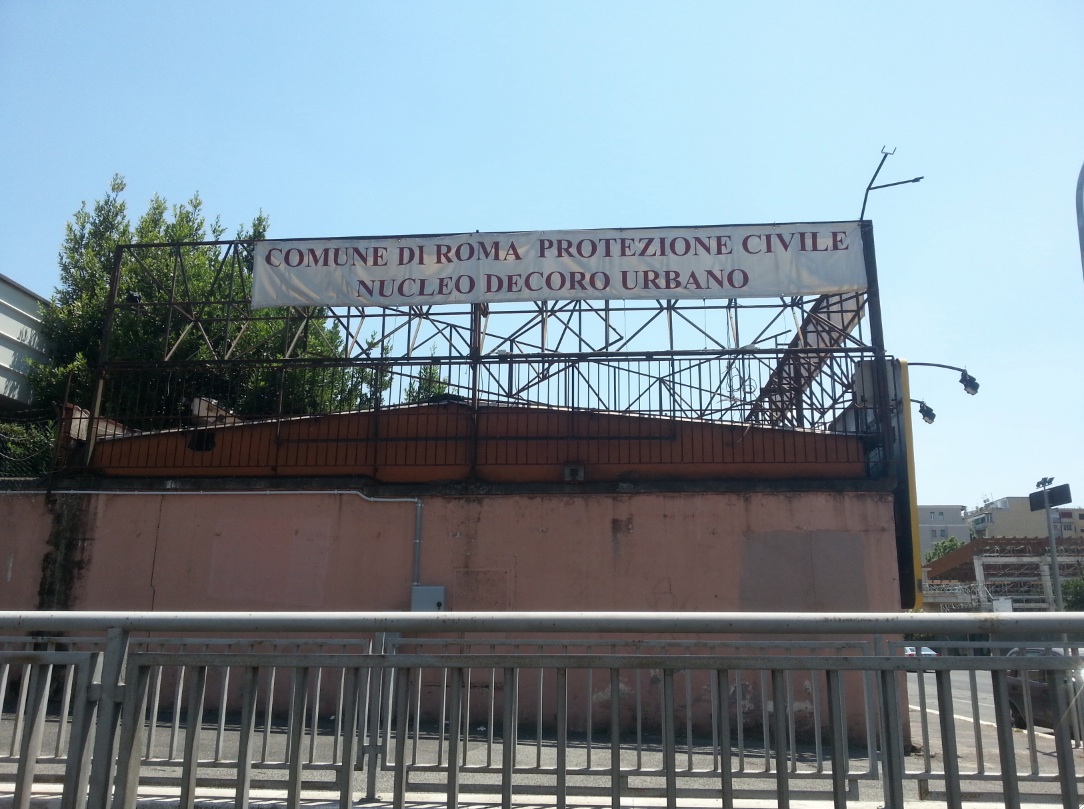 COMUNE DI ROMA PROTEZIONE CIVILE
NUCLEO DECORO URBANO